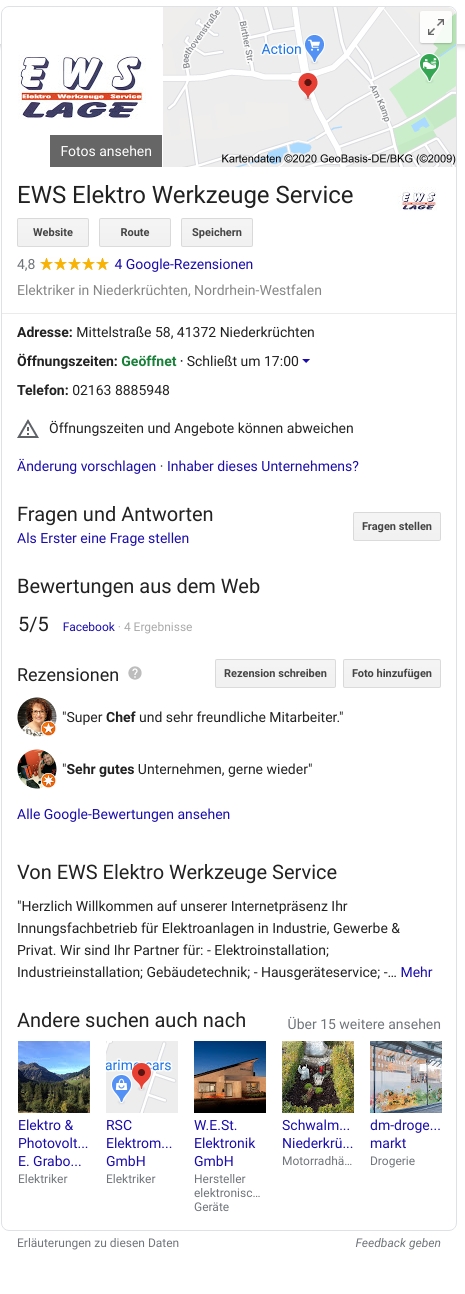 Beethovenstraße
Birther Str.
Action
Am Kamp
EWS
Elektro Werkzeuge Service
LAGE
Fotos ansehen
Kartendaten ©2020 GeoBasis-DE/BKG (©2009)
EWS Elektro Werkzeuge Service
EWS
LAGE
Website Route Speichern
4,8 ★★★★★ 4 Google-Rezensionen
Elektriker in Niederkrüchten, Nordrhein-Westfalen
Adresse: Mittelstraße 58, 41372 Niederkrüchten
Öffnungszeiten: Geöffnet · Schließt um 17:00
Telefon: 02163 8885948
Öffnungszeiten und Angebote können abweichen
Änderung vorschlagen · Inhaber dieses Unternehmens?
Fragen und Antworten
Fragen stellen
Als Erster eine Frage stellen
Bewertungen aus dem Web
5/5 Facebook · 4 Ergebnisse
Rezensionen ? Rezension schreiben Foto hinzufügen
"Super Chef und sehr freundliche Mitarbeiter."
"Sehr gutes Unternehmen, gerne wieder"
Alle Google-Bewertungen ansehen
Von EWS Elektro Werkzeuge Service
"Herzlich Willkommen auf unserer Internetpräsenz Ihr
Innungsfachbetrieb für Elektroanlagen in Industrie, Gewerbe &
Privat. Wir sind Ihr Partner für: - Elektroinstallation;
Industrieinstallation; Gebäudetechnik; - Hausgeräteservice; -… Mehr
Andere suchen auch nach Über 15 weitere ansehen
arim cars
Elektro &
Photovolt...
E. Grabo...
Elektriker
RSC
Elektrom...
GmbH
Elektriker
W.E.St.
Elektronik
GmbH
Hersteller
elektronisc...
Geräte
Schwalm...
Niederkrü...
Motorradhä...
dm-droge...
markt
Drogerie
Erläuterungen zu diesen Daten Feedback geben